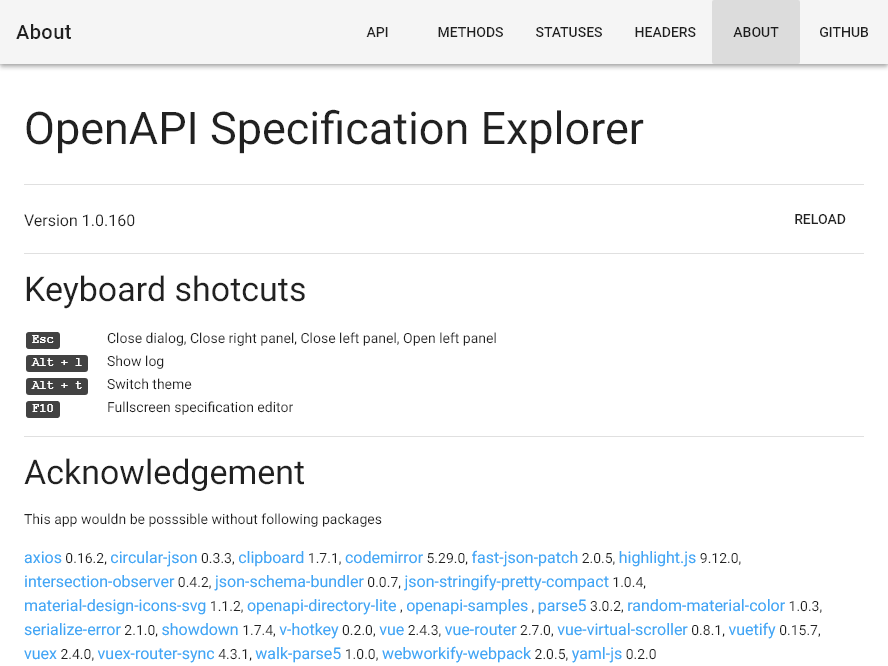 About API METHODS STATUSES HEADERS ABOUT GITHUB
OpenAPI Specification Explorer
Version 1.0.160 RELOAD
Keyboard shotcuts
Esc Close dialog, Close right panel, Close left panel, Open left panel
Alt + l Show log
Alt + t Switch theme
F10 Fullscreen specification editor
Acknowledgement
This app wouldn be posssible without following packages
axios 0.16.2, circular-json 0.3.3, clipboard 1.7.1, codemirror 5.29.0, fast-json-patch 2.0.5, highlight.js 9.12.0,
intersection-observer 0.4.2, json-schema-bundler 0.0.7, json-stringify-pretty-compact 1.0.4,
material-design-icons-svg 1.1.2, openapi-directory-lite , openapi-samples , parse5 3.0.2, random-material-color 1.0.3,
serialize-error 2.1.0, showdown 1.7.4, v-hotkey 0.2.0, vue 2.4.3, vue-router 2.7.0, vue-virtual-scroller 0.8.1, vuetify 0.15.7,
vuex 2.4.0, vuex-router-sync 4.3.1, walk-parse5 1.0.0, webworkify-webpack 2.0.5, yaml-js 0.2.0